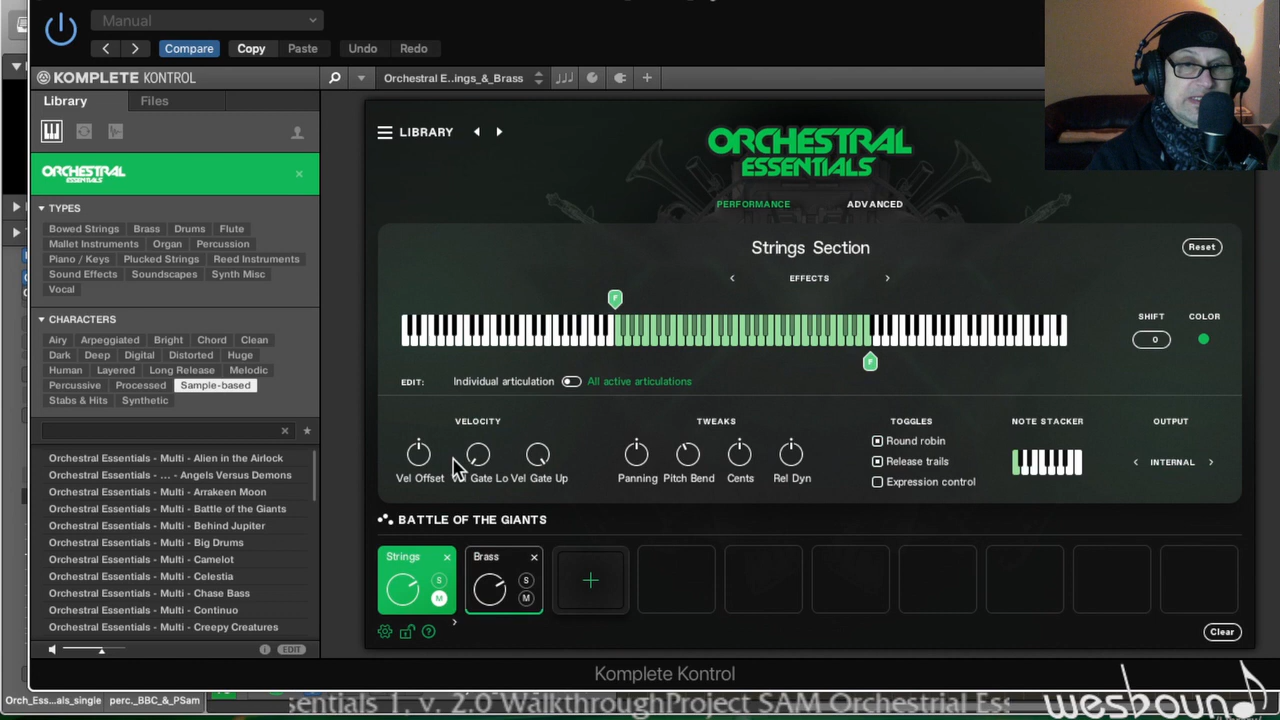 Manual
Compare Copy Paste Undo Redo
KOMPLETE KONTROL
Orchestral E..ings_&_Brass
Library Files
ORCHESTRAL
ESSENTIALS
TYPES
Bowed Strings Brass Drums Flute
Mallet Instruments Organ Percussion
Piano / Keys Plucked Strings Reed Instruments
Sound Effects Soundscapes Synth Misc
Vocal
CHARACTERS
Airy Arpeggiated Bright Chord Clean
Dark Deep Digital Distorted Huge
Human Layered Long Release Melodic
Percussive Processed Sample-based
Stabs & Hits Synthetic
Orchestral Essentials - Multi - Alien in the Airlock
Orchestral Essentials - ... - Angels Versus Demons
Orchestral Essentials - Multi - Arrakeen Moon
Orchestral Essentials - Multi - Battle of the Giants
Orchestral Essentials - Multi - Behind Jupiter
Orchestral Essentials - Multi - Big Drums
Orchestral Essentials - Multi - Camelot
Orchestral Essentials - Multi - Celestia
Orchestral Essentials - Multi - Chase Bass
Orchestral Essentials - Multi - Continuo
Orchestral Essentials - Multi - Creepy Creatures
EDIT
LIBRARY
ORCHESTRAL
ESSENTIALS
PERFORMANCE ADVANCED
Strings Section
Reset
EFFECTS
F
F
SHIFT COLOR
0
EDIT: Individual articulation All active articulations
VELOCITY TWEAKS TOGGLES NOTE STACKER OUTPUT
Vel Offset Gate Lo Vel Gate Up
Panning Pitch Bend Cents Rel Dyn
Round robin
Release trails
Expression control
INTERNAL
BATTLE OF THE GIANTS
Strings
S
M
Brass
S
M
Clear
Komplete Kontrol
Orch_Ess...als_single perc._BBC_&_PSam
sentials 1, v. 2.0 Walkthrough Project SAM Orchestrial Ess
wesboun